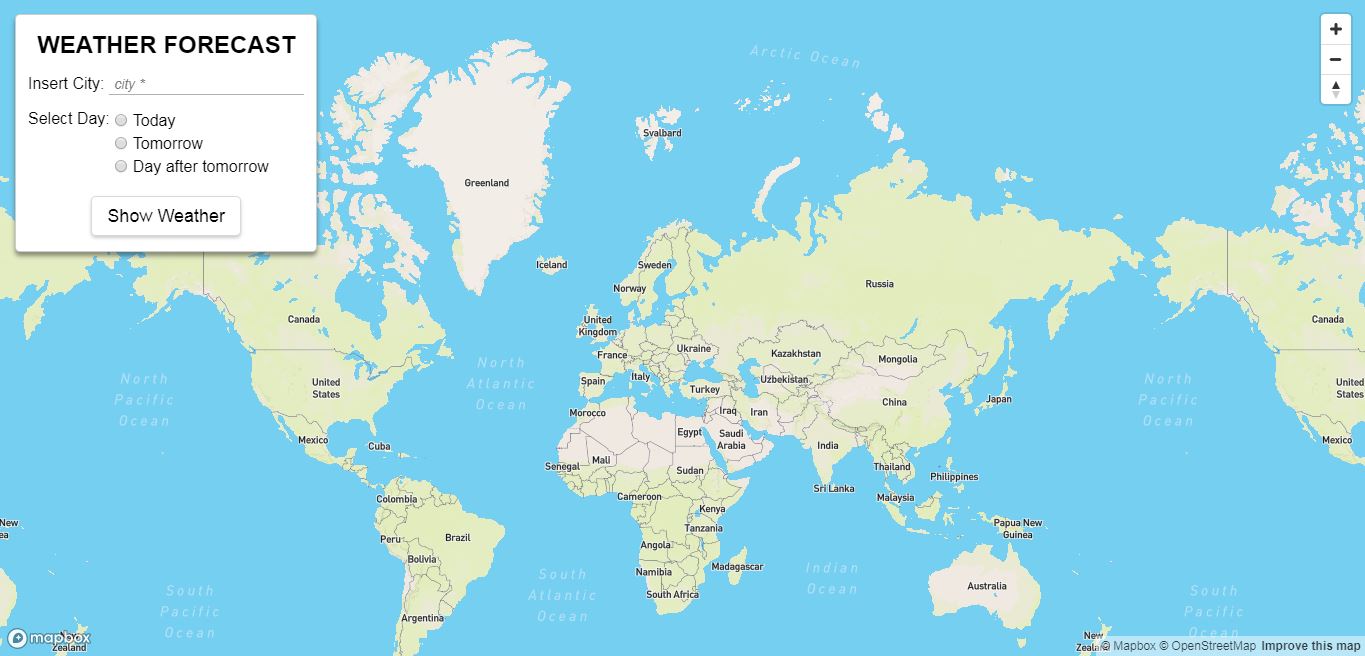 WEATHER FORECAST
Insert City: city *
Select Day: Today
Tomorrow
Day after tomorrow
Show Weather
+
−
Arctic Ocean
Svalbard
Greenland
Iceland
Sweden
Norway
Russia
Canada
Canada
United
Kingdom
Ukraine
France
Kazakhstan
Mongolia
North
Pacific
Ocean
North
Atlantic
Ocean
United
States
Spain
Italy
Turkey
Uzbekistan
China
Japan
North
Pacific
Ocean
United
States
Morocco
Iraq
Iran
Mexico
Cuba
Egypt
Saudi
Arabia
India
Mexico
Senegal
Mali
Sudan
Thailand
Philippines
Sri Lanka
Colombia
Cameroon
Kenya
Malaysia
New
ea
Peru
Brazil
Tanzania
Papua New
Guinea
Bolivia
Angola
Namibia
Madagascar
Indian
Ocean
South
Pacific
Ocean
South
Atlantic
Ocean
South Africa
Australia
South
Pacific
Ocean
Argentina
mapbox
New
Zealand
New
Zealand
© Mapbox © OpenStreetMap Improve this map